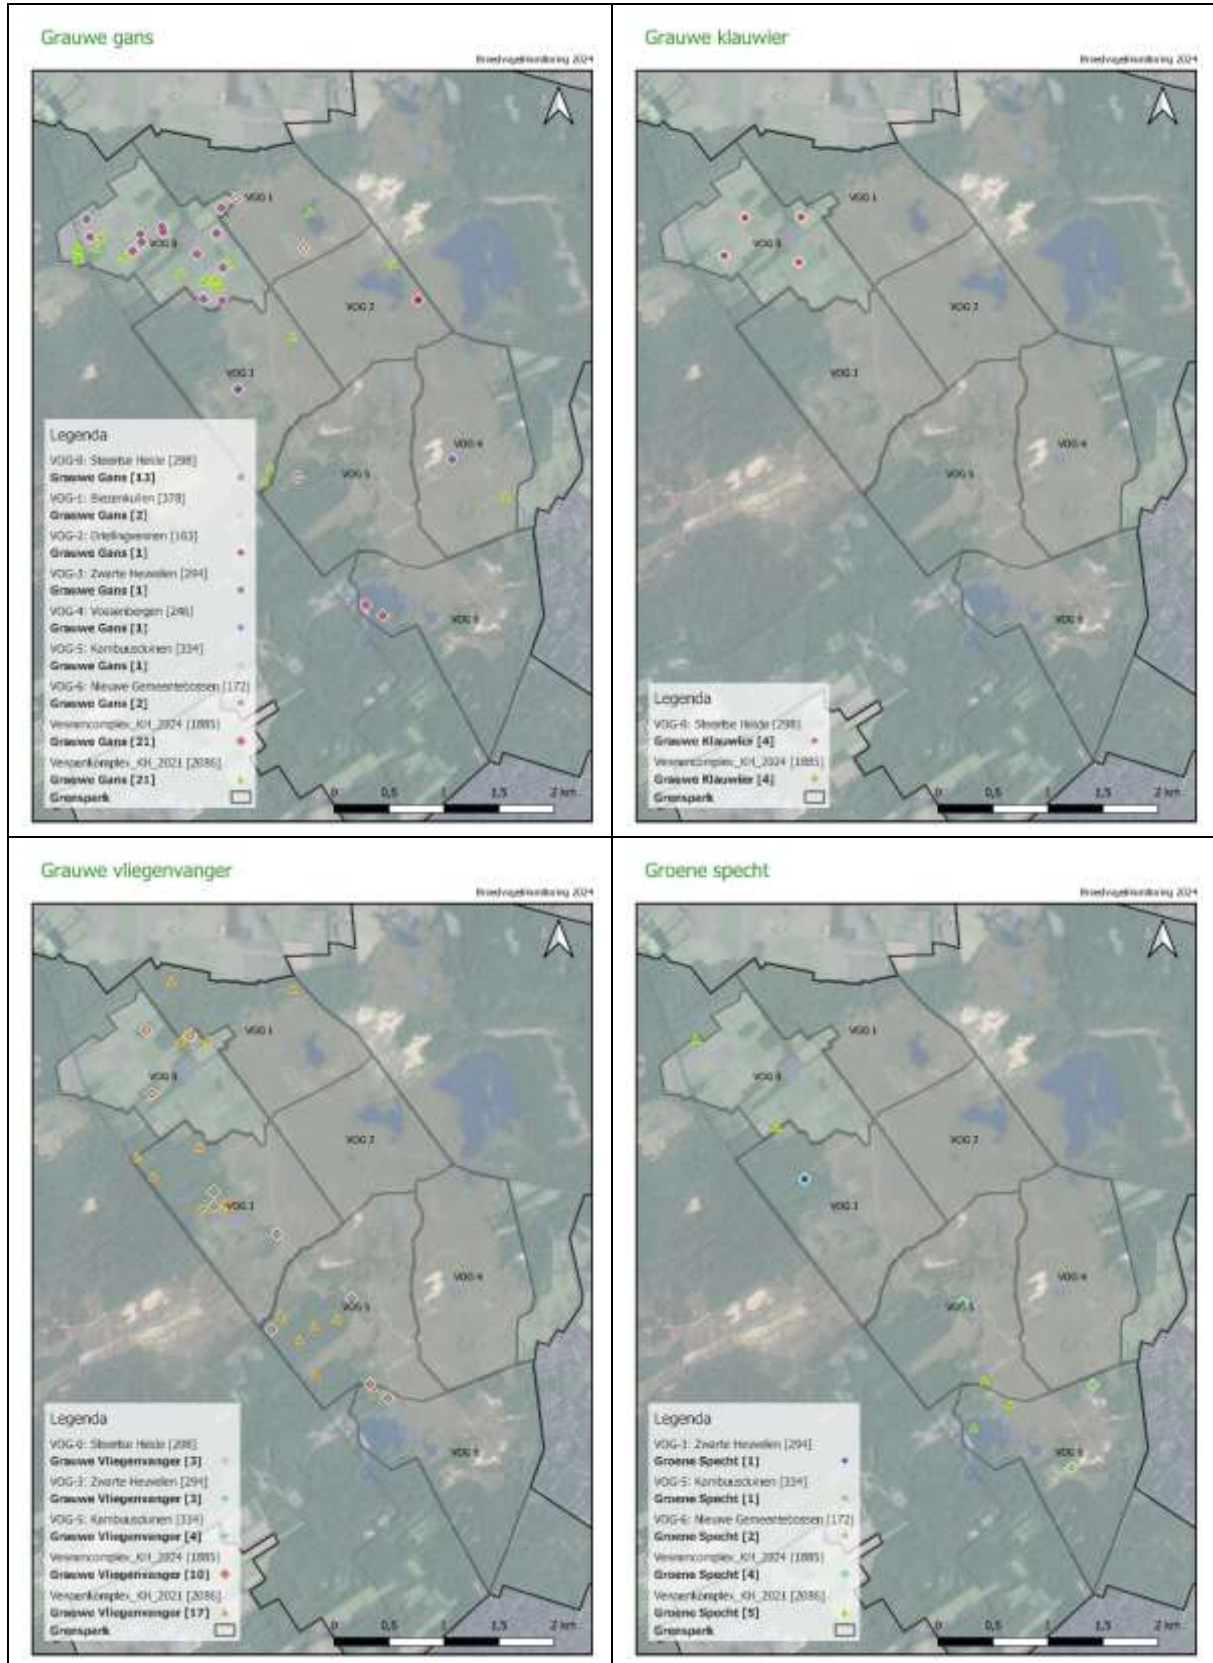 Grauwe gans
Broedvogelmonitoring 2024
VOG 1
VOG 0
VOG 2
VOG 3
VOG 4
VOG 5
VOG 6
Legenda
VOG-0: Steertse Heide [298]
Grauwe Gans [13]
VOG-1: Biezenkuilen [378]
Grauwe Gans [2]
VOG-2: Drielingvennen [163]
Grauwe Gans [1]
VOG-3: Zwarte Heuvelen [294]
Grauwe Gans [1]
VOG-4: Vossenbergen [246]
Grauwe Gans [1]
VOG-5: Kambuusduinen [334]
Grauwe Gans [1]
VOG-6: Nieuwe Gemeentebossen [172]
Grauwe Gans [2]
Vennencomplex_KH_2024 [1885]
Grauwe Gans [21]
Vennenkomplex_KH_2021 [2086]
Grauwe Gans [21]
Grenspark
0 0,5 1 1,5 2 km
Grauwe klauwier
Broedvogelmonitoring 2024
VOG 1
VOG 0
VOG 2
VOG 3
VOG 4
VOG 5
VOG 6
Legenda
VOG-0: Steertse Heide [298]
Grauwe Klauwier [4]
Vennencomplex_KH_2024 [1885]
Grauwe Klauwier [4]
Grenspark
0 0,5 1 1,5 2 km
Grauwe vliegenvanger
Broedvogelmonitoring 2024
VOG 1
VOG 0
VOG 2
VOG 3
VOG 4
VOG 5
VOG 6
Legenda
VOG-0: Steertse Heide [298]
Grauwe Vliegenvanger [3]
VOG-3: Zwarte Heuvelen [294]
Grauwe Vliegenvanger [3]
VOG-5: Kambuusduinen [334]
Grauwe Vliegenvanger [4]
Vennencomplex_KH_2024 [1885]
Grauwe Vliegenvanger [10]
Vennenkomplex_KH_2021 [2086]
Grauwe Vliegenvanger [17]
Grenspark
0 0,5 1 1,5 2 km
Groene specht
Broedvogelmonitoring 2024
VOG 1
VOG 0
VOG 2
VOG 3
VOG 4
VOG 5
VOG 6
Legenda
VOG-3: Zwarte Heuvelen [294]
Groene Specht [1]
VOG-5: Kambuusduinen [334]
Groene Specht [1]
VOG-6: Nieuwe Gemeentebossen [172]
Groene Specht [2]
Vennencomplex_KH_2024 [1885]
Groene Specht [4]
Vennenkomplex_KH_2021 [2086]
Groene Specht [5]
Grenspark
0 0,5 1 1,5 2 km